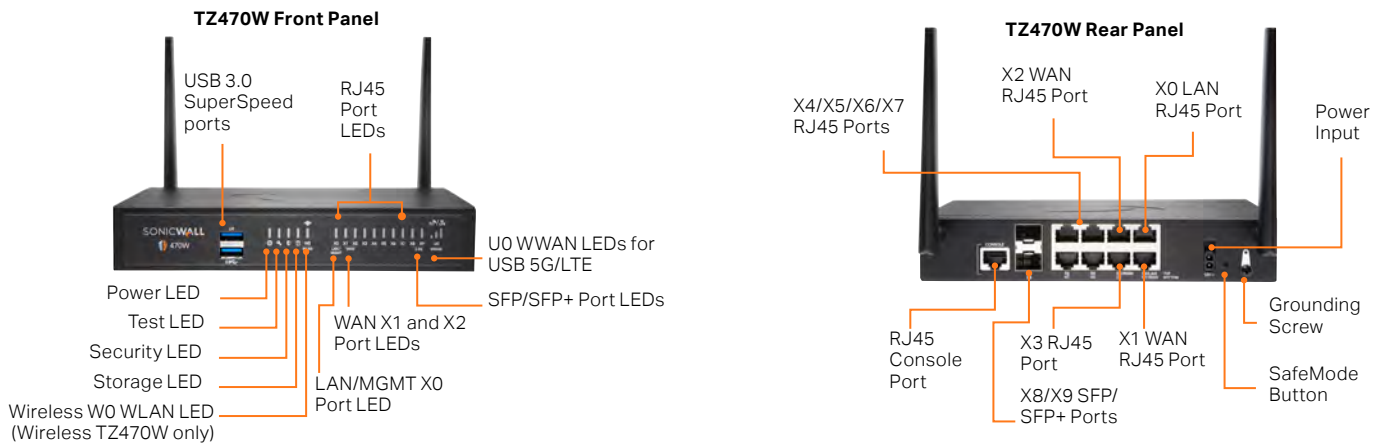 TZ470W Front Panel
USB 3.0
SuperSpeed
ports
RJ45
Port
LEDs
SONICWALL
470W
U0 WWAN LEDs for
USB 5G/LTE
SFP/SFP+ Port LEDs
Power LED
Test LED
Security LED
Storage LED
Wireless W0 WLAN LED
(Wireless TZ470W only)
WAN X1 and X2
Port LEDs
LAN/MGMT X0
Port LED
TZ470W Rear Panel
X4/X5/X6/X7
RJ45 Ports
X2 WAN
RJ45 Port
X0 LAN
RJ45 Port
Power
Input
CONSOLE
RJ45
Console
Port
X3 RJ45
Port
X1 WAN
RJ45 Port
X8/X9 SFP/
SFP+ Ports
Grounding
Screw
SafeMode
Button